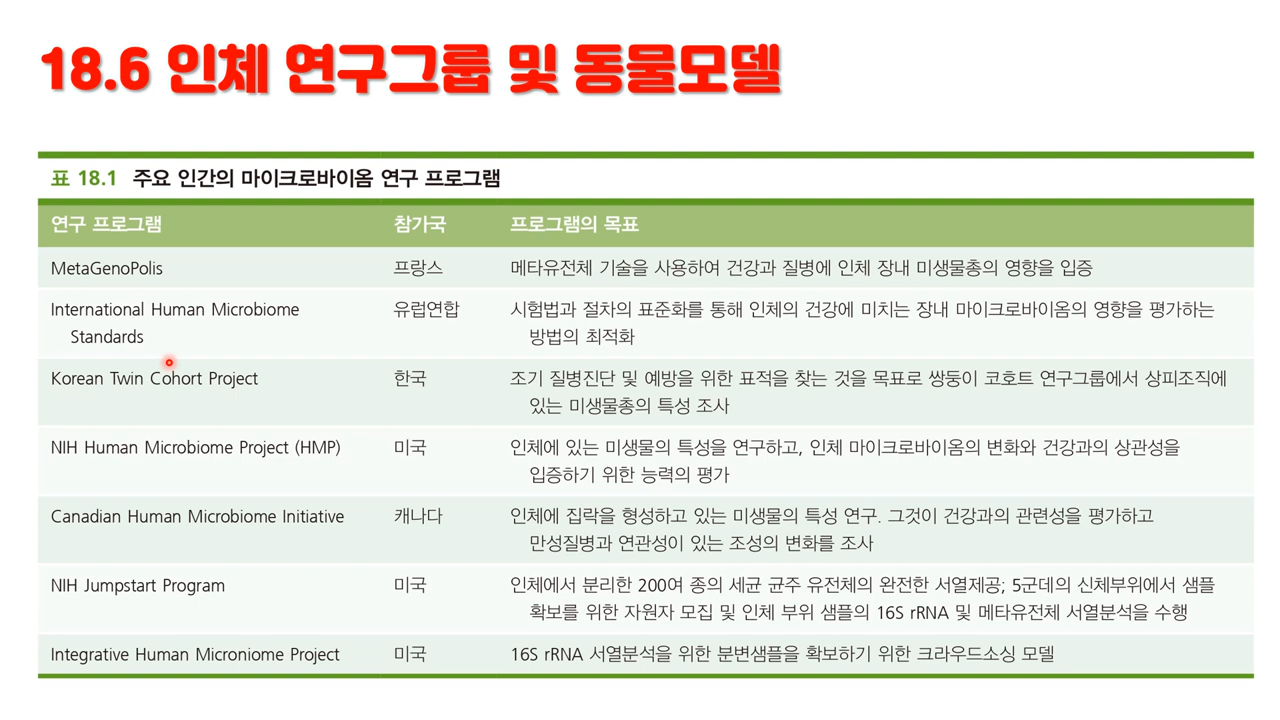 18.6 인체 연구그룹 및 동물모델
표 18.1 주요 인간의 마이크로바이옴 연구 프로그램
연구 프로그램 참가국 프로그램의 목표
MetaGenoPolis 프랑스 메타유전체 기술을 사용하여 건강과 질병에 인체 장내 미생물총의 영향을 입증
International Human Microbiome 유럽연합 시험법과 절차의 표준화를 통해 인체의 건강에 미치는 장내 마이크로바이옴의 영향을 평가하는
Standards 방법의 최적화
Korean Twin Cohort Project 한국 조기 질병진단 및 예방을 위한 표적을 찾는 것을 목표로 쌍둥이 코호트 연구그룹에서 상피조직에
있는 미생물총의 특성 조사
NIH Human Microbiome Project (HMP) 미국 인체에 있는 미생물의 특성을 연구하고, 인체 마이크로바이옴의 변화와 건강과의 상관성을
입증하기 위한 능력의 평가
Canadian Human Microbiome Initiative 캐나다 인체에 집락을 형성하고 있는 미생물의 특성 연구. 그것이 건강과의 관련성을 평가하고
만성질병과 연관성이 있는 조성의 변화를 조사
NIH Jumpstart Program 미국 인체에서 분리한 200여 종의 세균 균주 유전체의 완전한 서열제공; 5군데의 신체부위에서 샘플
확보를 위한 자원자 모집 및 인체 부위 샘플의 16S rRNA 및 메타유전체 서열분석을 수행
Integrative Human Microniome Project 미국 16S rRNA 서열분석을 위한 분변샘플을 확보하기 위한 크라우드소싱 모델